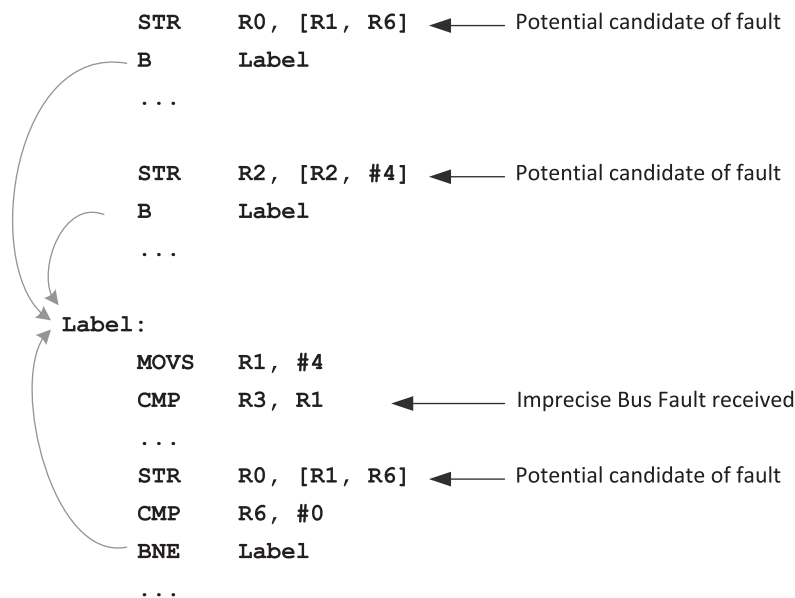 STR R0, [R1, R6] Potential candidate of fault
B Label
...
STR R2, [R2, #4] Potential candidate of fault
B Label
...
Label:
MOVS R1, #4
CMP R3, R1 Imprecise Bus Fault received
...
STR R0, [R1, R6] Potential candidate of fault
CMP R6, #0
BNE Label
...